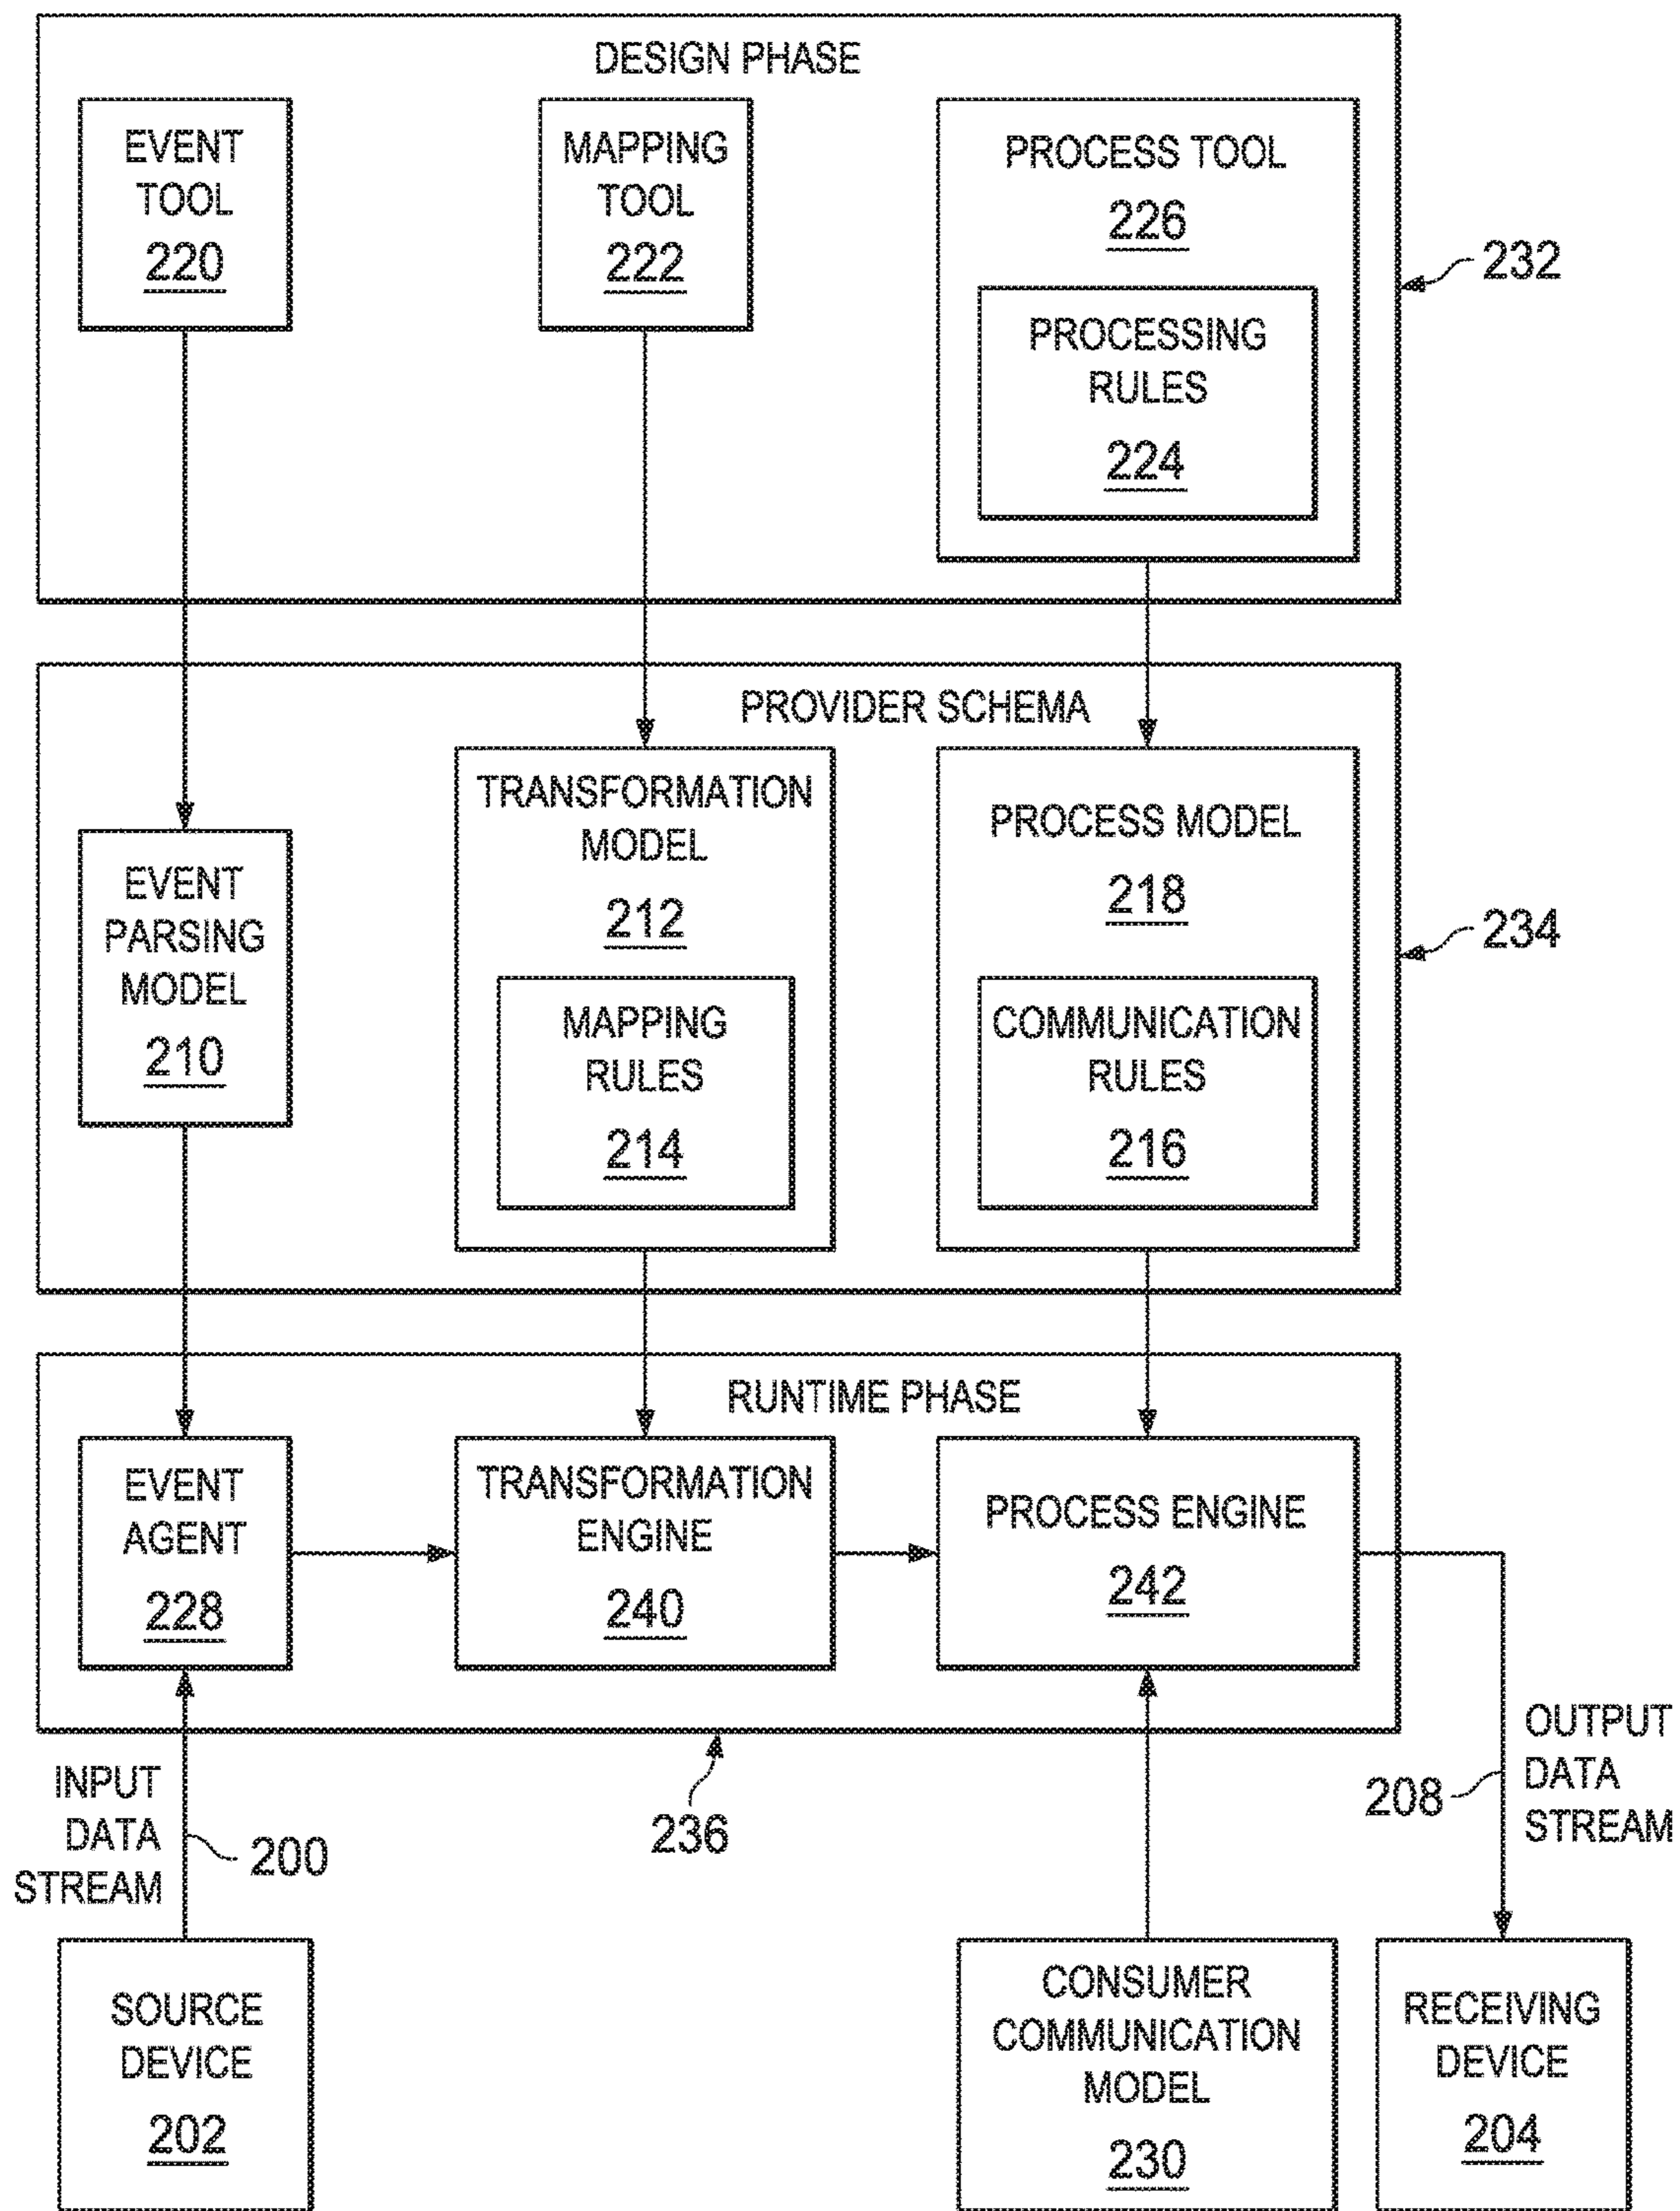 DESIGN PHASE
EVENT
TOOL
220
MAPPING
TOOL
222
PROCESS TOOL
226
PROCESSING
RULES
224
232
PROVIDER SCHEMA
EVENT
PARSING
MODEL
210
TRANSFORMATION
MODEL
212
MAPPING
RULES
214
PROCESS MODEL
218
COMMUNICATION
RULES
216
234
RUNTIME PHASE
EVENT
AGENT
228
TRANSFORMATION
ENGINE
240
PROCESS ENGINE
242
236
INPUT
DATA
STREAM
200
OUTPUT
DATA
STREAM
208
SOURCE
DEVICE
202
CONSUMER
COMMUNICATION
MODEL
230
RECEIVING
DEVICE
204